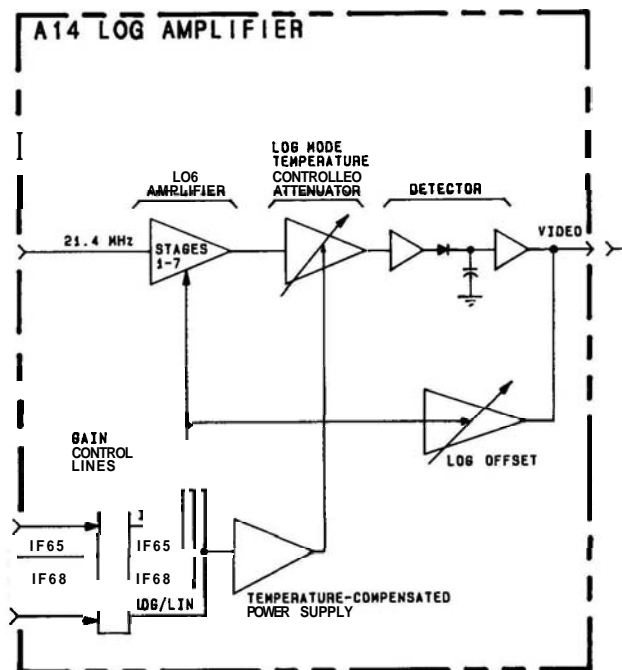 A14 LOG AMPLIFIER
LOG MODE
TEMPERATURE
CONTROLLEO
ATTENUATOR
LO6
AMPLIFIER
DETECTOR
21.4 MHz
STAGES
1-7
VIDEO
GAIN
CONTROL
LINES
LOG OFFSET
IF65
IF65
IF68
IF68
LOG/LIN
TEMPERATURE-COMPENSATED
POWER SUPPLY